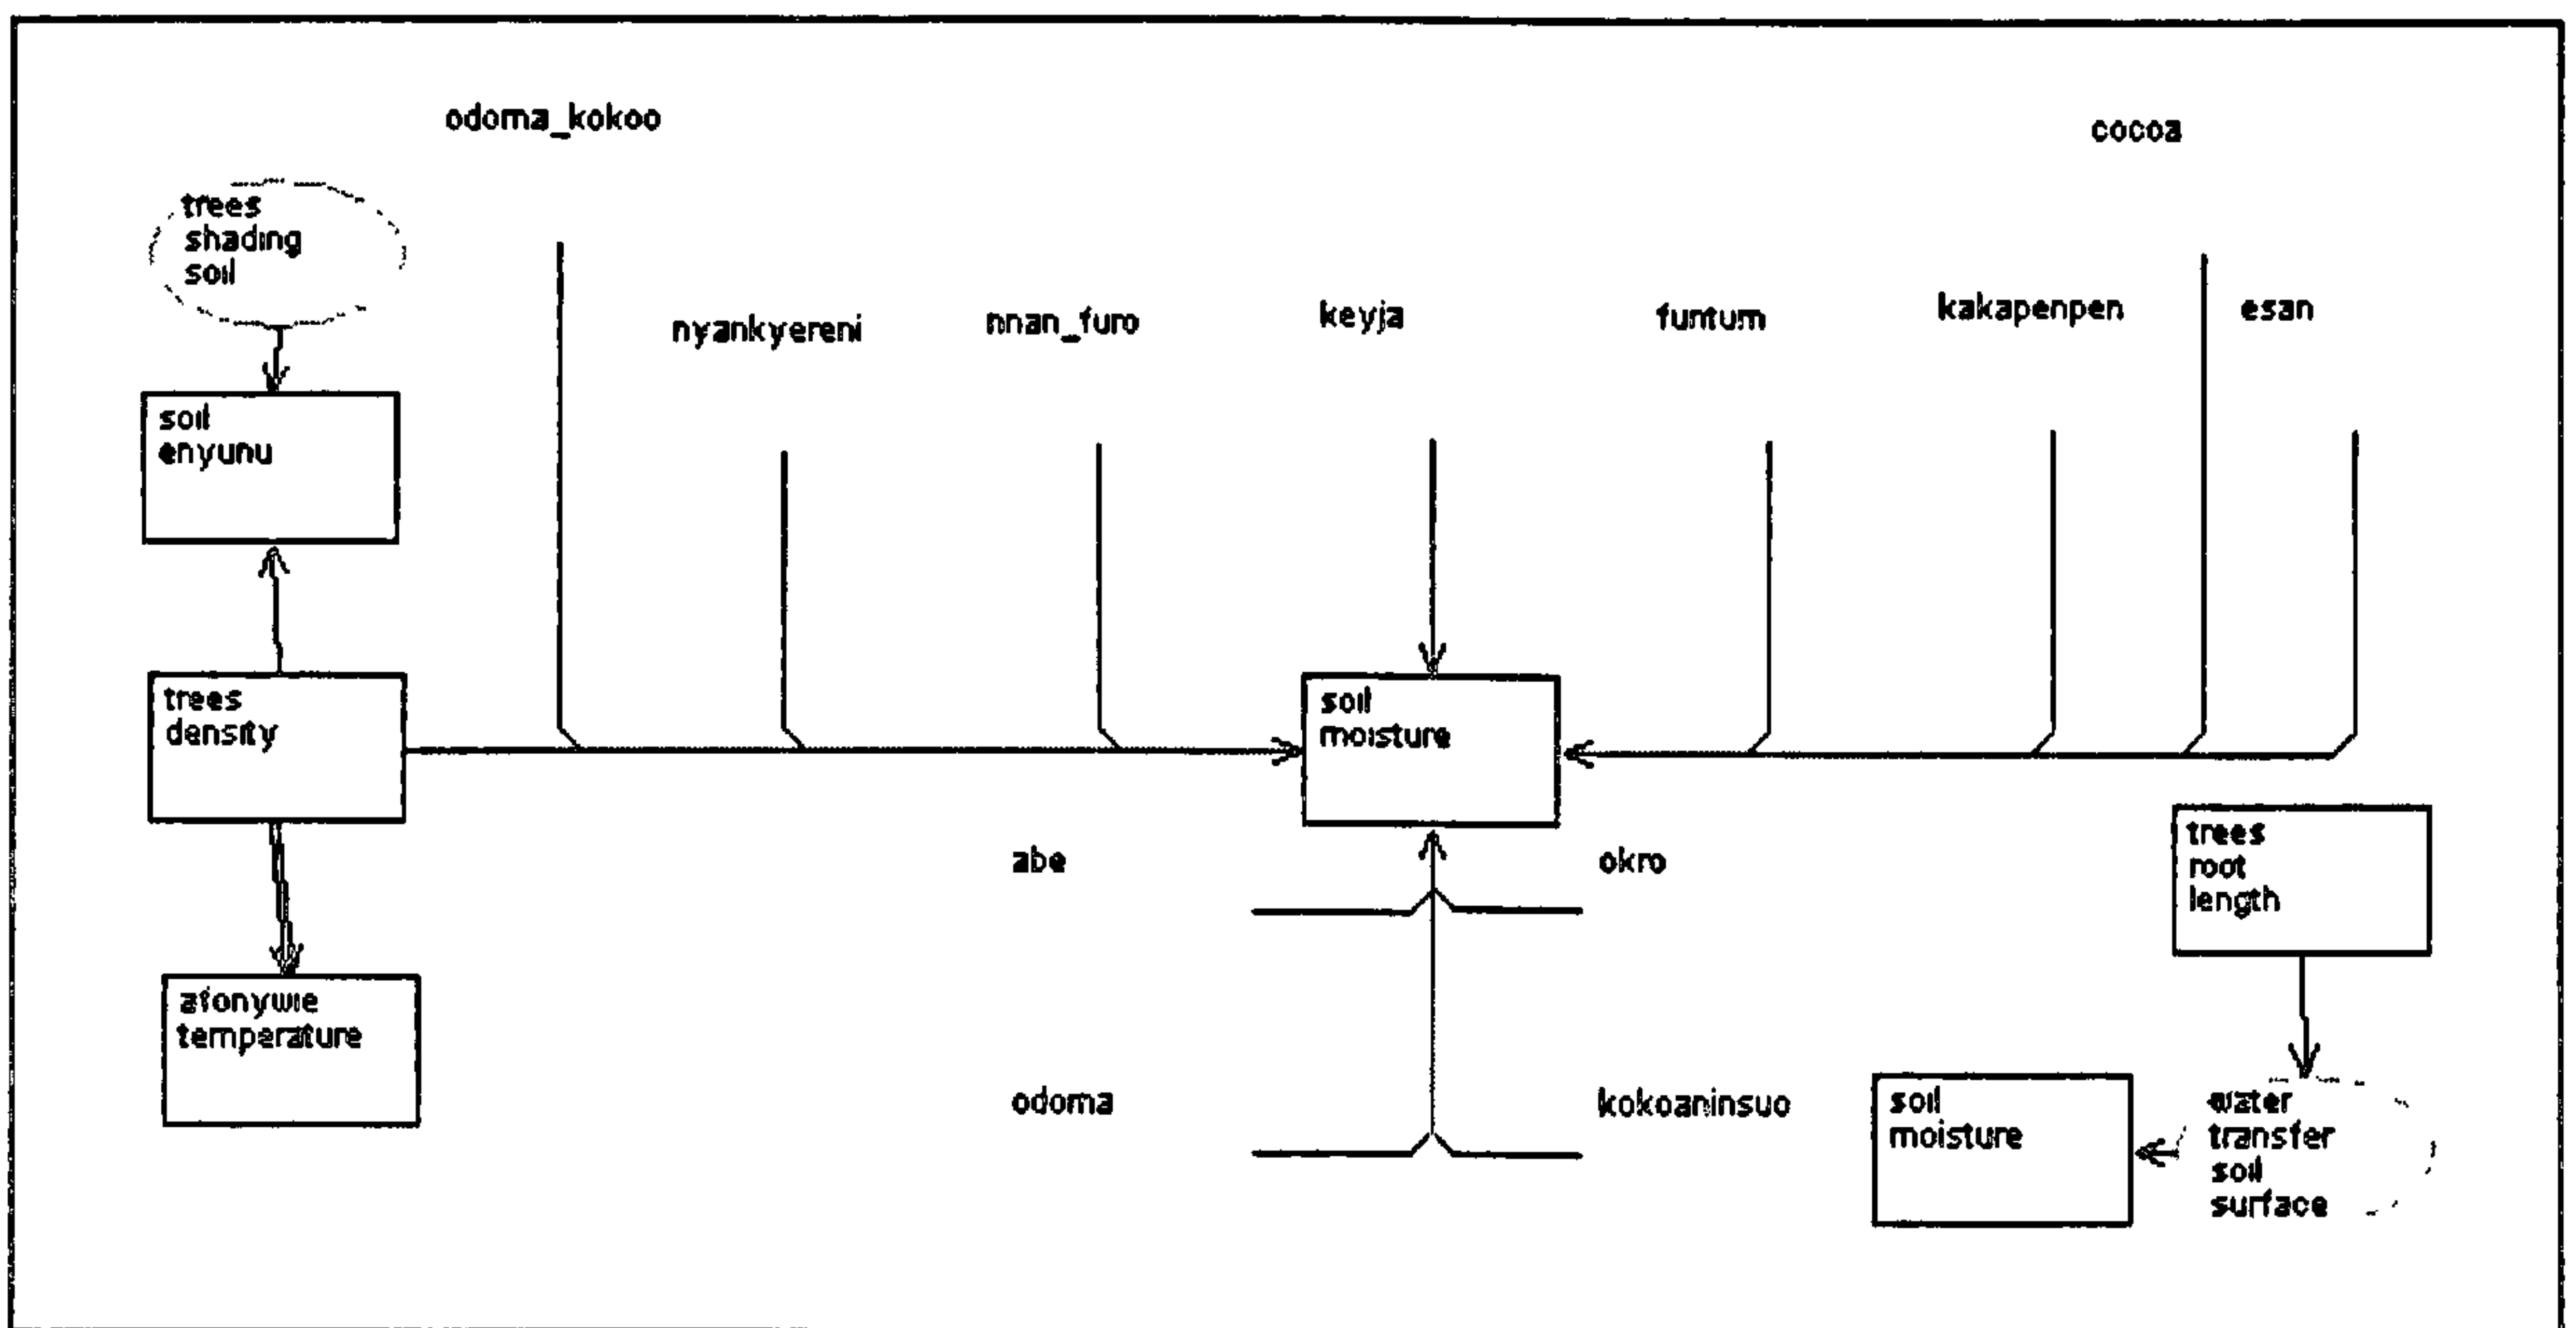 odoma_kokoo
cocoa
trees
shading
soil
nyankyereni
nnan_furo
keyja
funtum
kakapenpen
esan
soil
enyunu
trees
density
soil
moisture
abe
okro
trees
root
length
afonywie
temperature
odoma
kokoaninsuo
soil
moisture
water
transfer
soil
surface